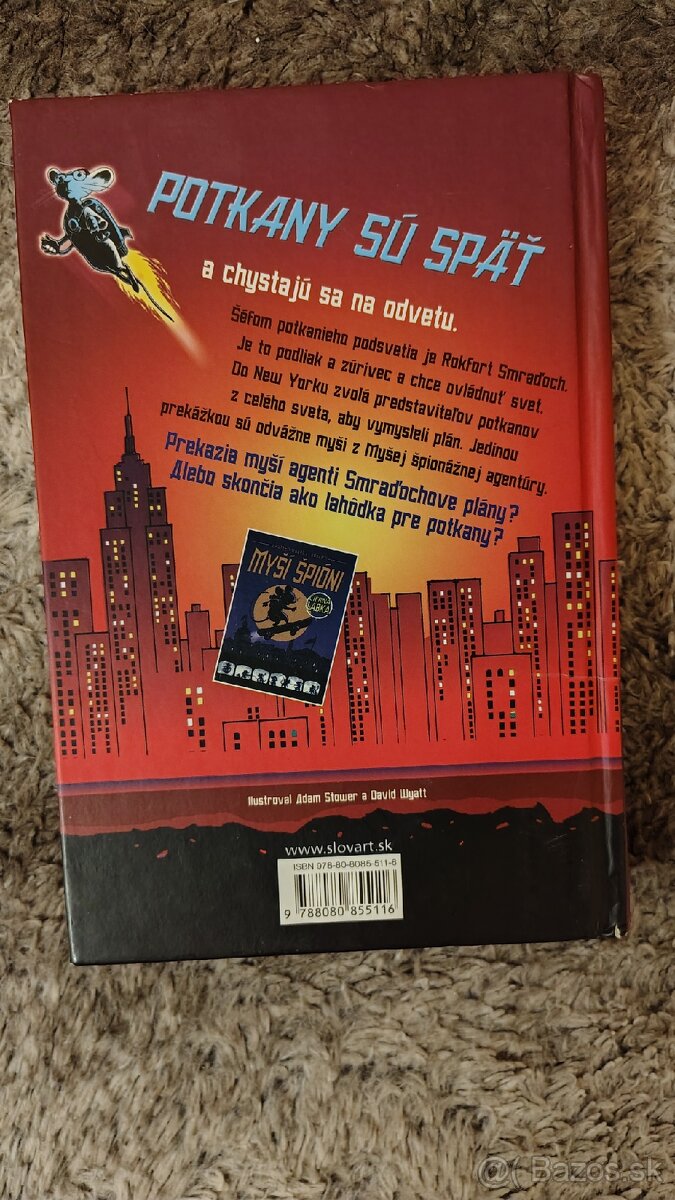 POTKANY SÚ SPÄŤ
a chystajú sa na odvetu.
Šéfom potkanieho podsvetia je Rokfort Smraďoch.
Je to podliak a zúrivec a chce ovládnuť svet.
Do New Yorku zvolá predstaviteľov potkanov
z celého sveta, aby vymysleli plán. Jedinou
prekážkou sú odvážne myši z Myšej špionážnej agentúry.
Prekazia myší agenti Smraďochove plány?
Alebo skončia ako lahôdka pre potkany?
MYŠÍ ŠPIÓNI
ČIERNA
LABKA
Ilustroval Adam Stower a David Wyatt
www.slovart.sk
ISBN 978-80-8085-511-6
9 788080 855116
@( Bazos.sk